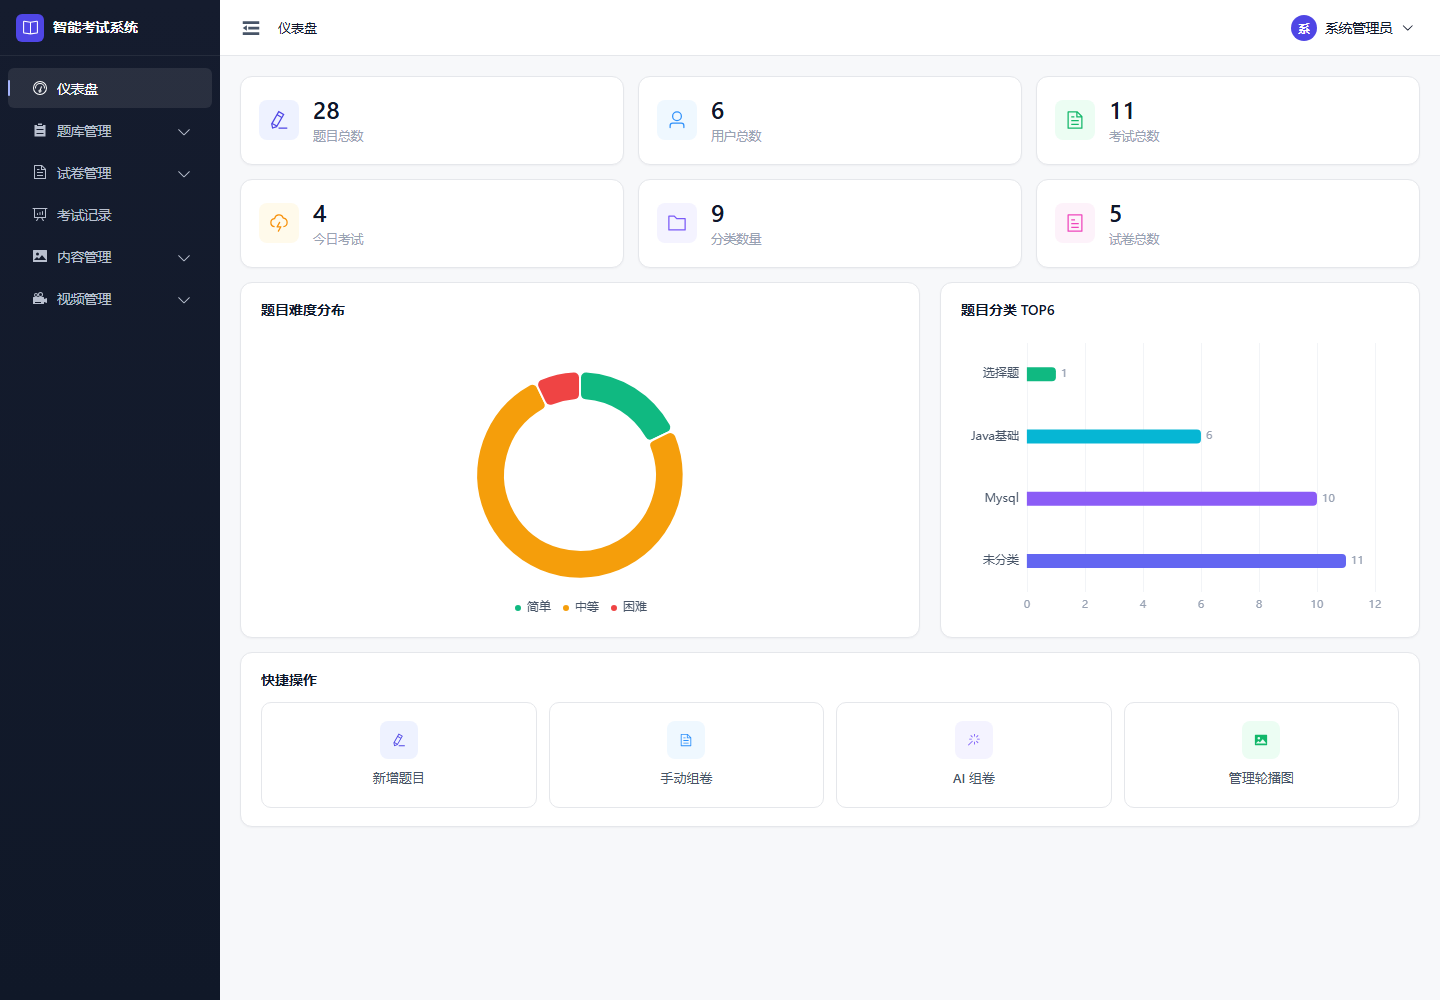 智能考试系统
仪表盘
系
系统管理员
仪表盘
题库管理
试卷管理
考试记录
内容管理
视频管理
28
题目总数
6
用户总数
11
考试总数
4
今日考试
9
分类数量
5
试卷总数
题目难度分布
简单 中等 困难
题目分类 TOP6
选择题 1
Java基础 6
Mysql 10
未分类 11
0 2 4 6 8 10 12
快捷操作
新增题目
手动组卷
AI 组卷
管理轮播图